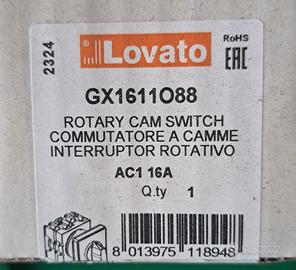 2324
Lovato
RoHS
EAC
GX1611O88
ROTARY CAM SWITCH
COMMUTATORE A CAMME
INTERRUPTOR ROTATIVO
AC1 16A
Q.ty 1
8 013975 118948